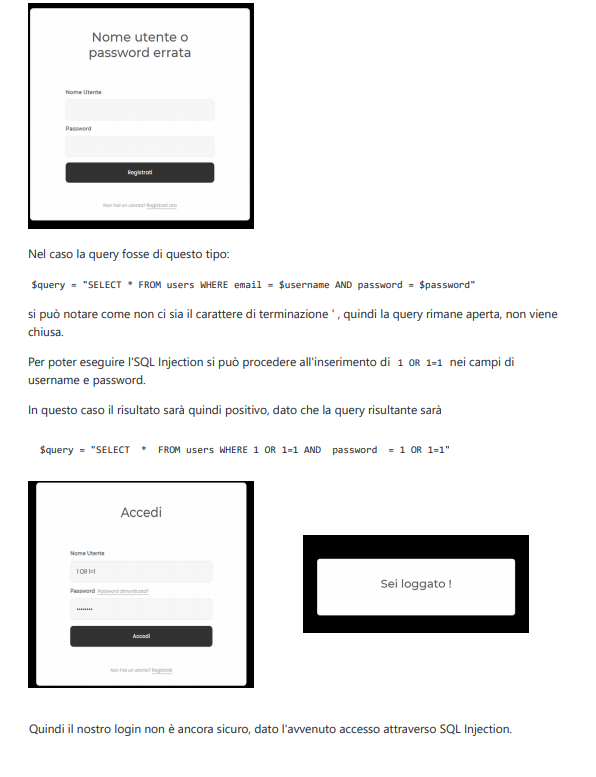 Nome utente o
password errata
Nome Utente
Password
Registrati
Non hai un utente? Registrati ora
Nel caso la query fosse di questo tipo:
$query = "SELECT * FROM users WHERE email = $username AND password = $password"
si può notare come non ci sia il carattere di terminazione ' , quindi la query rimane aperta, non viene
chiusa.
Per poter eseguire l'SQL Injection si può procedere all'inserimento di 1 OR 1=1 nei campi di
username e password.
In questo caso il risultato sarà quindi positivo, dato che la query risultante sarà
$query = "SELECT * FROM users WHERE 1 OR 1=1 AND password = 1 OR 1=1"
Accedi
Nome Utente
1 OR 1=1
Password Password dimenticata?
••••••••
Accedi
Non hai un utente? Registrati
Sei loggato !
Quindi il nostro login non è ancora sicuro, dato l'avvenuto accesso attraverso SQL Injection.